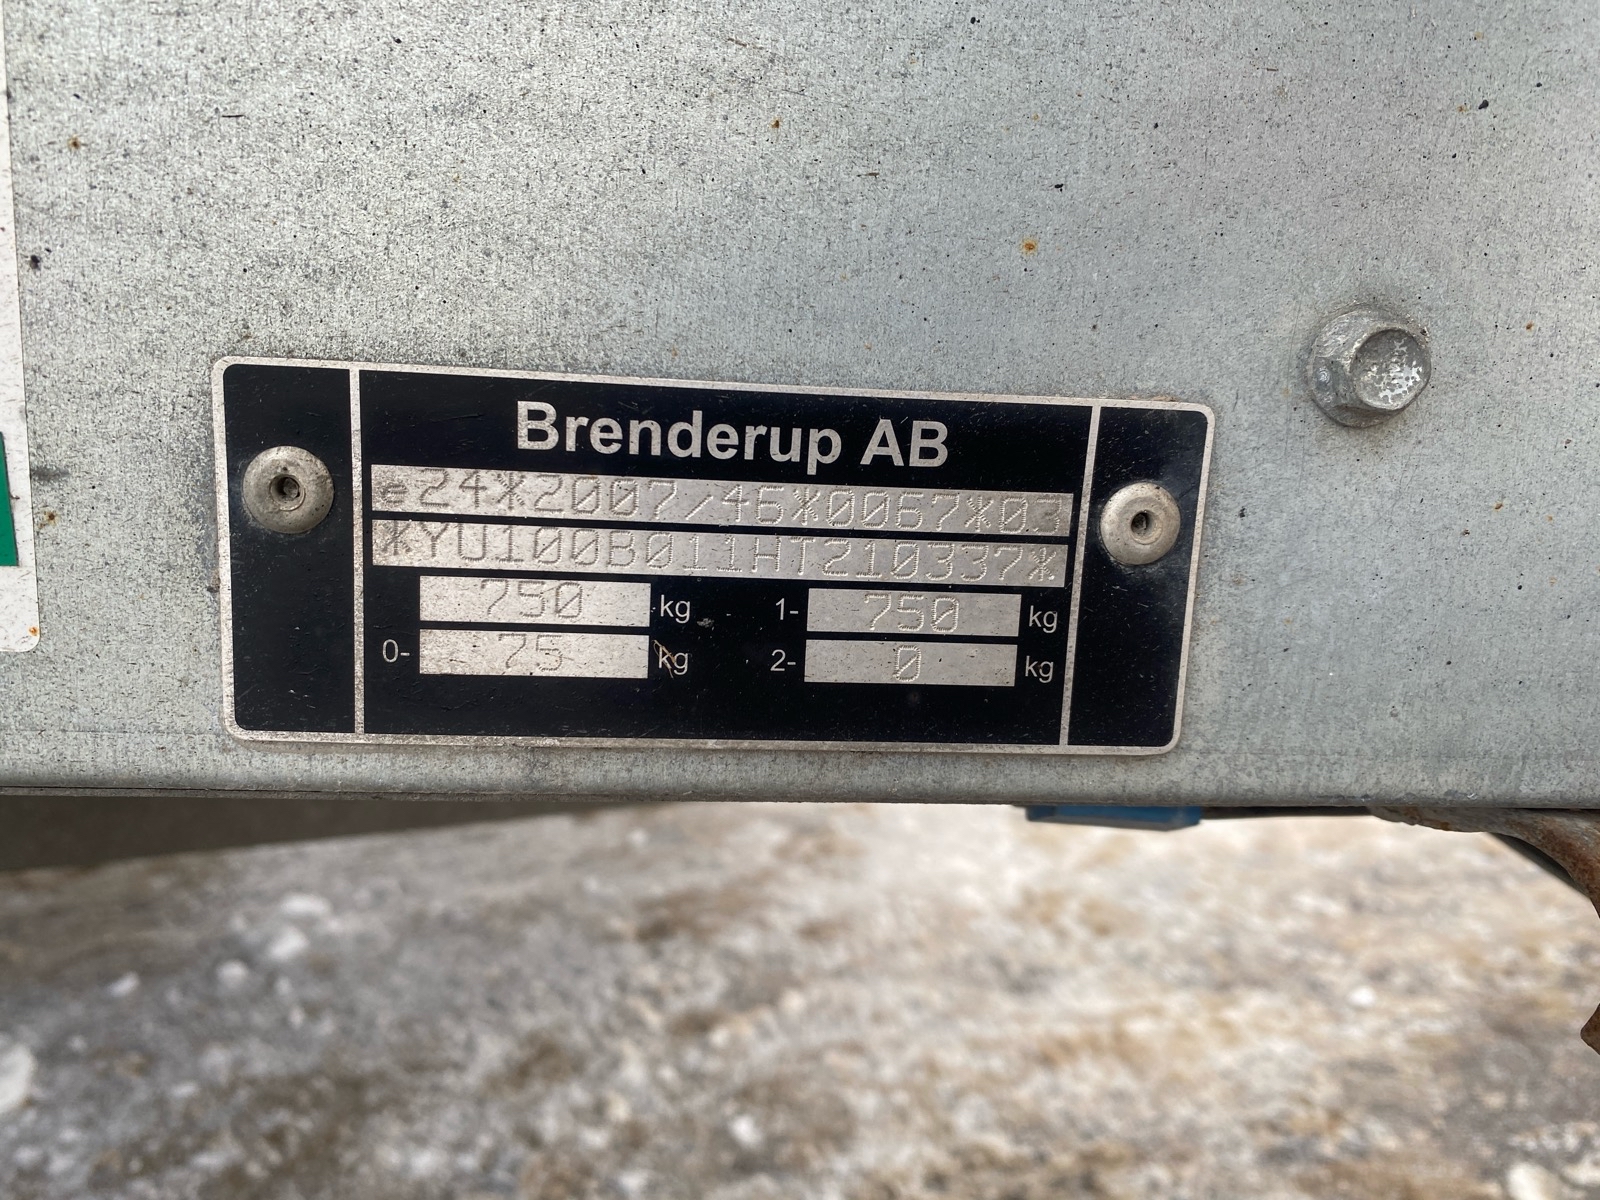 Brenderup AB
e24*2007/46*0067*03
*YU100B011HT210337*
750 kg 1- 750 kg
0- 75 kg 2- 0 kg